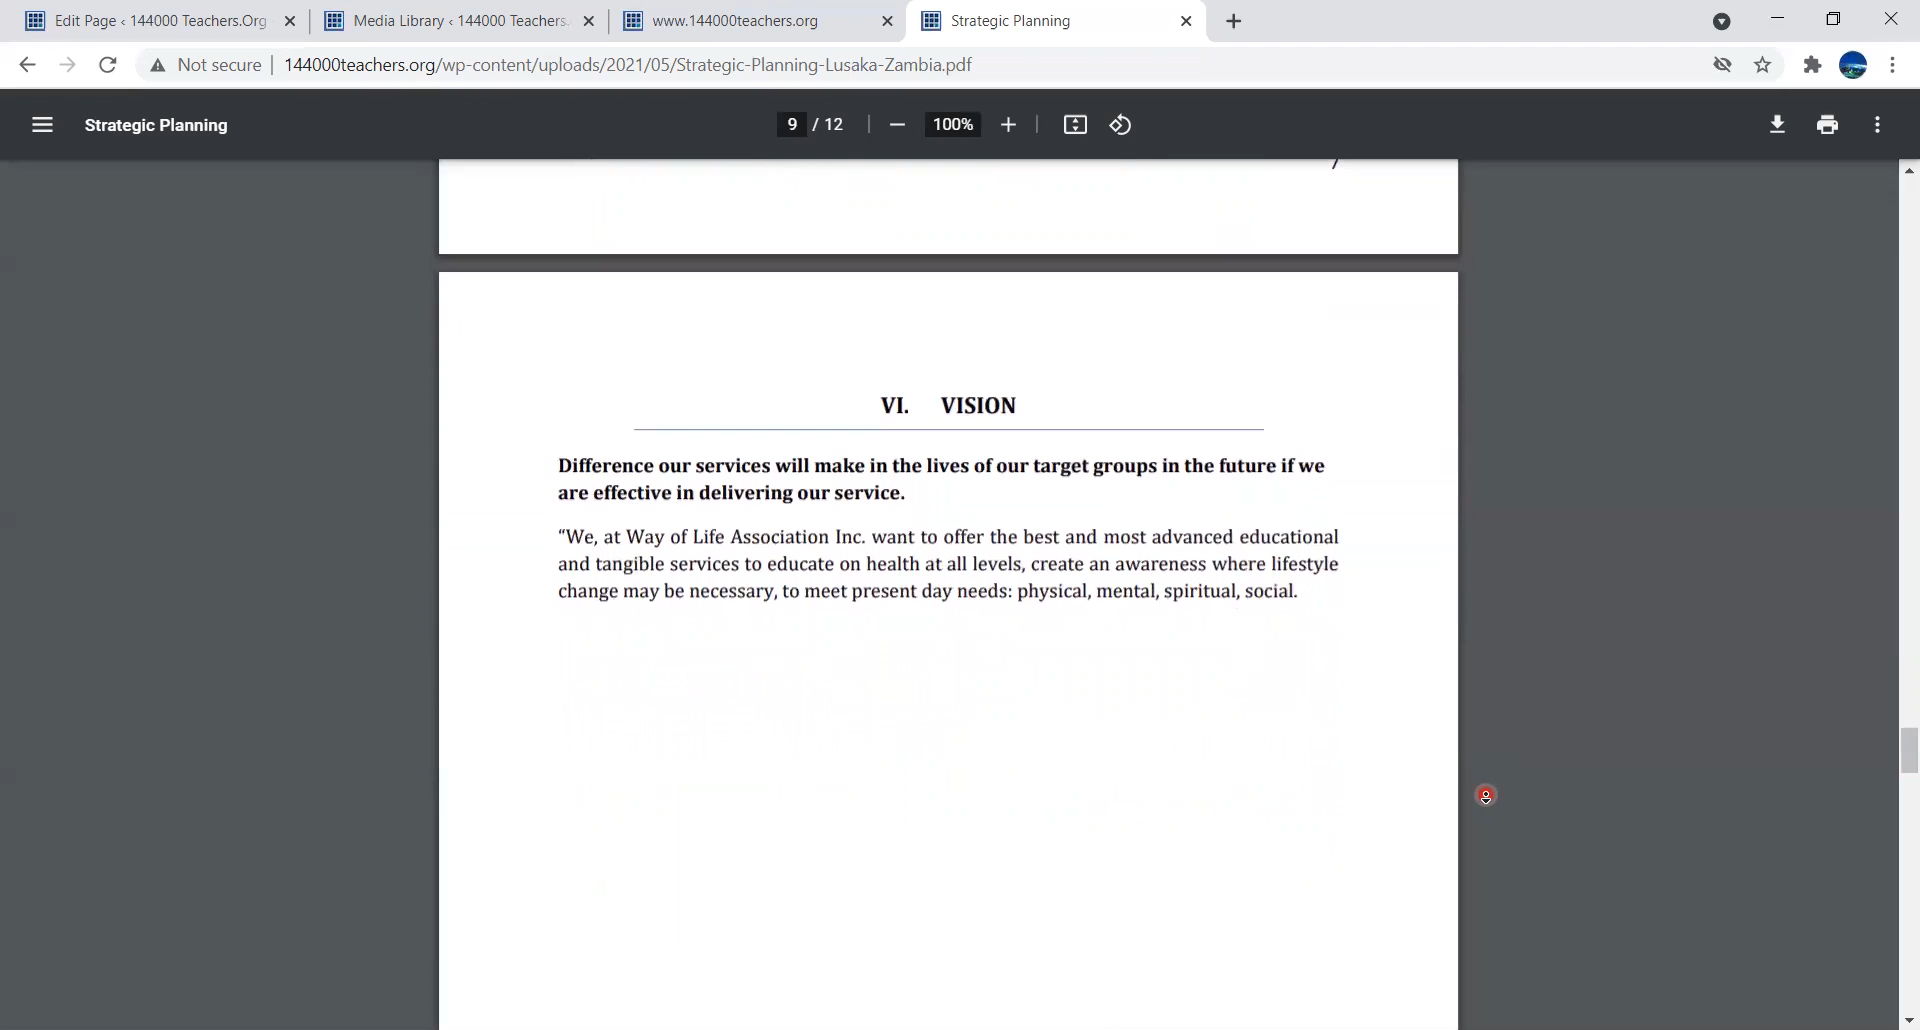 Edit Page ‹ 144000 Teachers.Org
Media Library ‹ 144000 Teachers.
www.144000teachers.org
Strategic Planning
Not secure
144000teachers.org/wp-content/uploads/2021/05/Strategic-Planning-Lusaka-Zambia.pdf
Strategic Planning
9 / 12
100%
VI. VISION
Difference our services will make in the lives of our target groups in the future if we
are effective in delivering our service.
“We, at Way of Life Association Inc. want to offer the best and most advanced educational
and tangible services to educate on health at all levels, create an awareness where lifestyle
change may be necessary, to meet present day needs: physical, mental, spiritual, social.